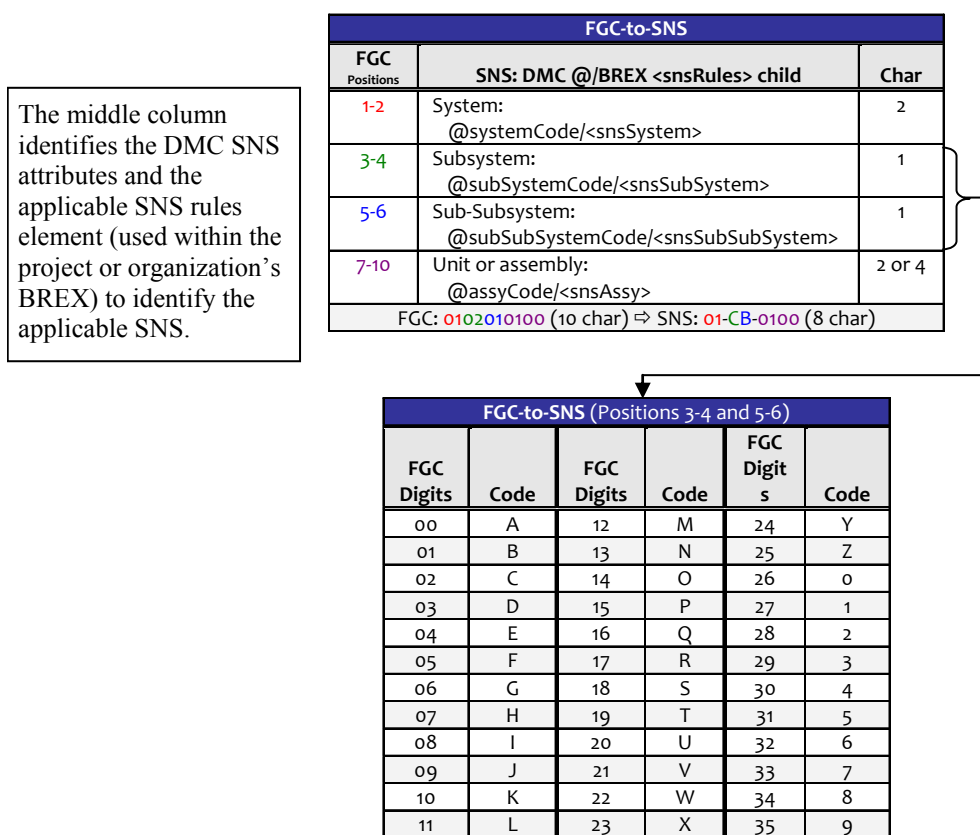 The middle column
identifies the DMC SNS
attributes and the
applicable SNS rules
element (used within the
project or organization's
BREX) to identify the
applicable SNS.
FGC-to-SNS
FGC Positions SNS: DMC @/BREX <snsRules> child Char
1-2 System: 2
@systemCode/<snsSystem>
3-4 Subsystem: 1
@subSystemCode/<snsSubSystem>
5-6 Sub-Subsystem: 1
@subSubSystemCode/<snsSubSubSystem>
7-10 Unit or assembly: 2 or 4
@assyCode/<snsAssy>
FGC: 0102010100 (10 char) ⇨ SNS: 01-CB-0100 (8 char)
FGC-to-SNS (Positions 3-4 and 5-6)
FGC
FGC FGC Digit
Digits Code Digits Code s Code
00 A 12 M 24 Y
01 B 13 N 25 Z
02 C 14 O 26 0
03 D 15 P 27 1
04 E 16 Q 28 2
05 F 17 R 29 3
06 G 18 S 30 4
07 H 19 T 31 5
08 I 20 U 32 6
09 J 21 V 33 7
10 K 22 W 34 8
11 L 23 X 35 9